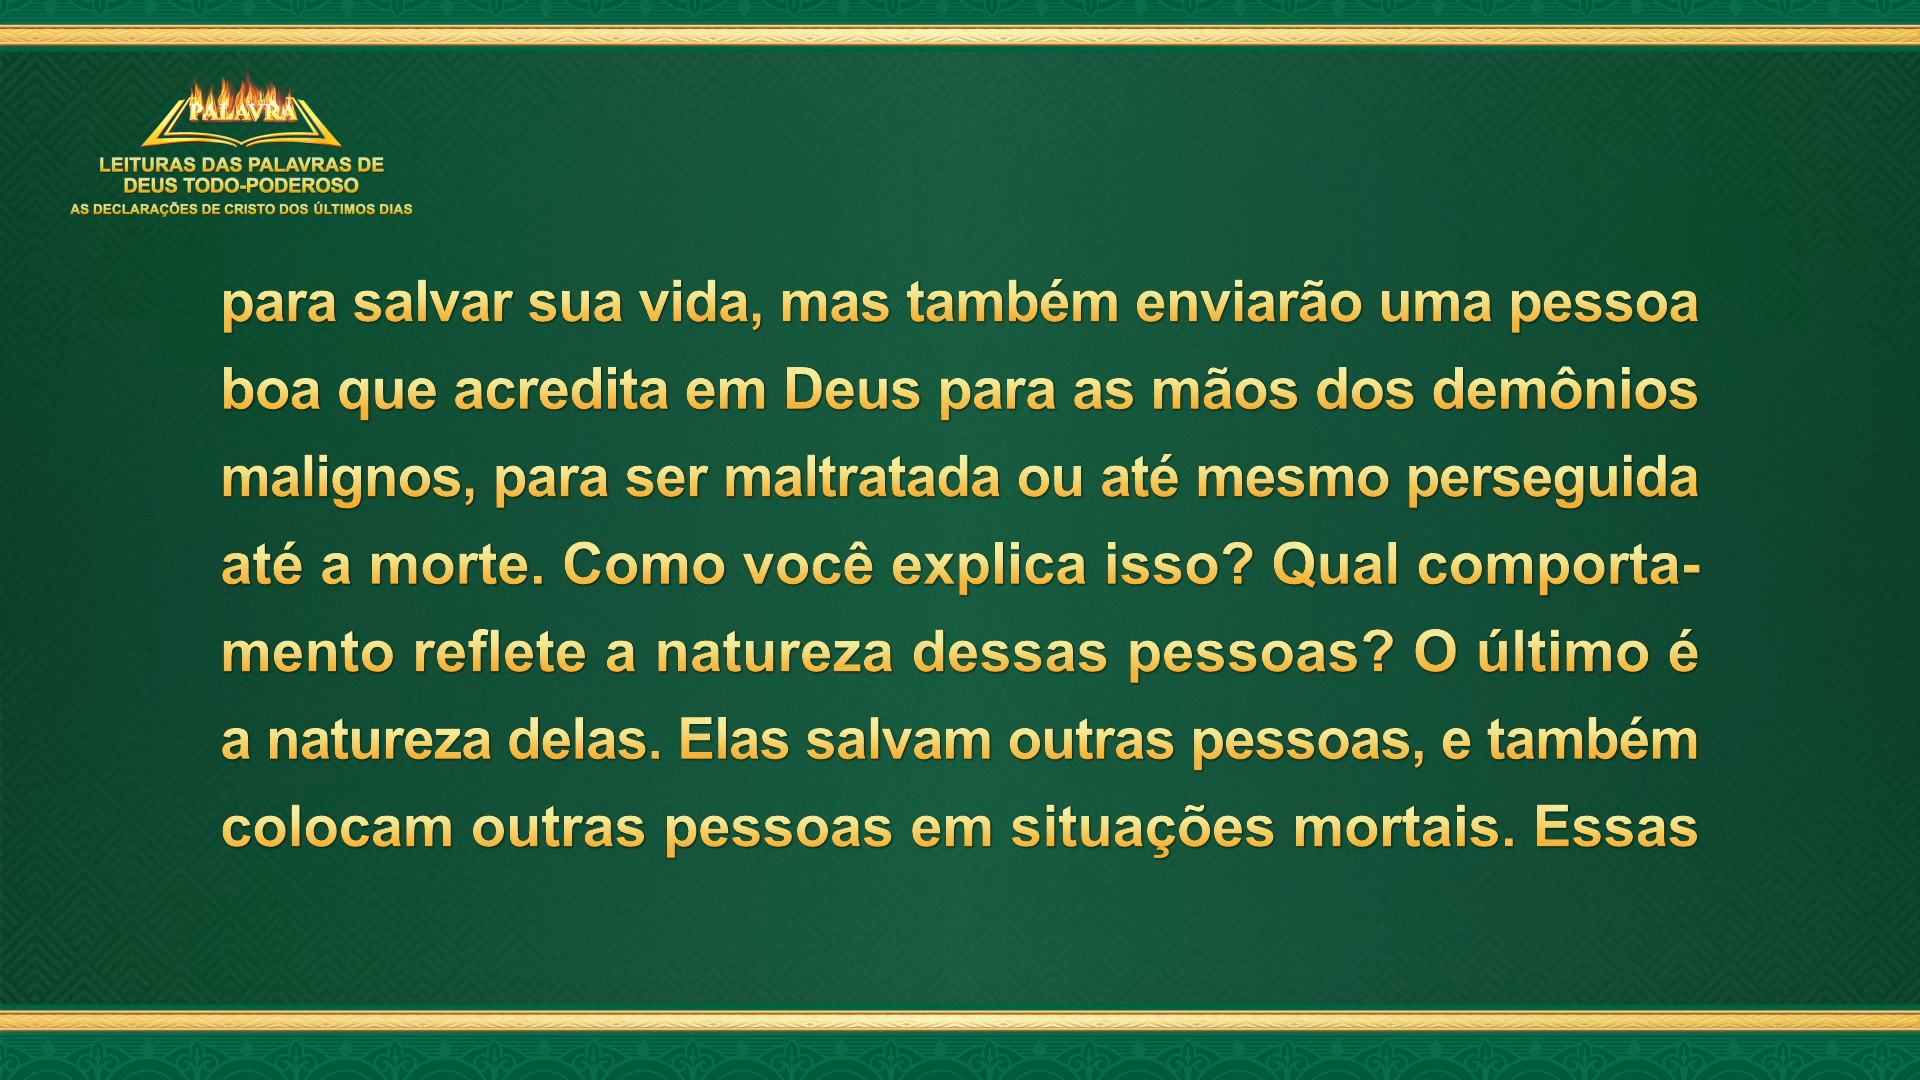 PALAVRA
LEITURAS DAS PALAVRAS DE
DEUS TODO-PODEROSO
AS DECLARAÇÕES DE CRISTO DOS ÚLTIMOS DIAS
para salvar sua vida, mas também enviarão uma pessoa
boa que acredita em Deus para as mãos dos demônios
malignos, para ser maltratada ou até mesmo perseguida
até a morte. Como você explica isso? Qual comporta-
mento reflete a natureza dessas pessoas? O último é
a natureza delas. Elas salvam outras pessoas, e também
colocam outras pessoas em situações mortais. Essas